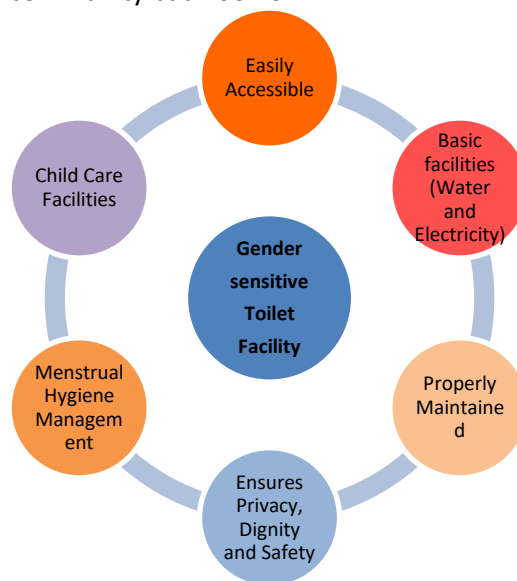 Easily
Accessible
Basic
facilities
(Water
and
Electricity)
Child Care
Facilities
Gender
sensitive
Toilet
Facility
Menstrual
Hygiene
Managem
ent
Properly
Maintaine
d
Ensures
Privacy,
Dignity
and Safety